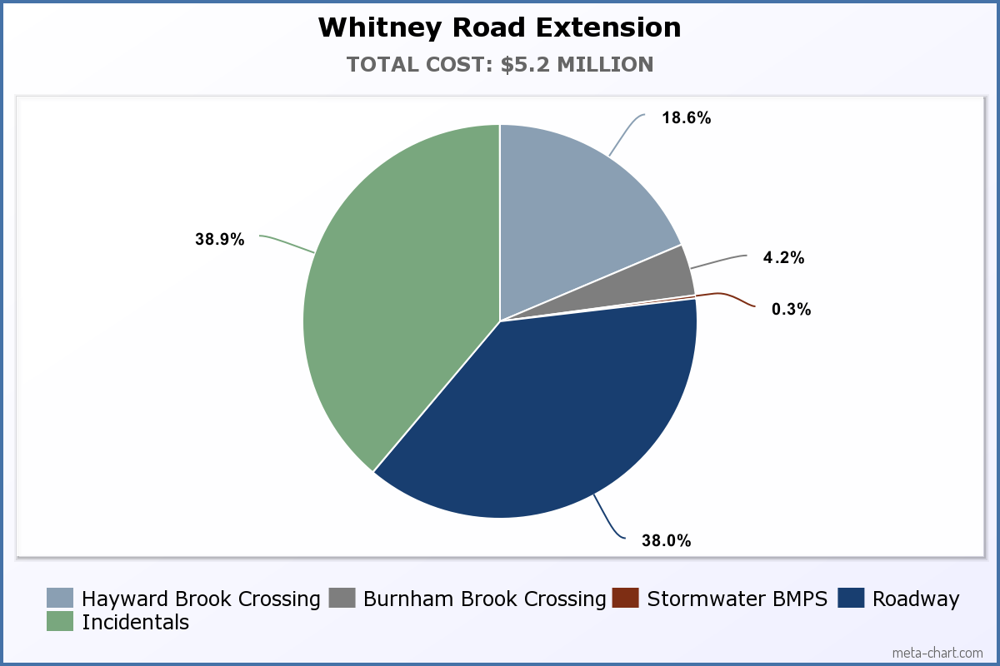 Whitney Road Extension
TOTAL COST: $5.2 MILLION
18.6%
38.9%
4.2%
0.3%
38.0%
Hayward Brook Crossing Burnham Brook Crossing Stormwater BMPS Roadway
Incidentals
meta-chart.com